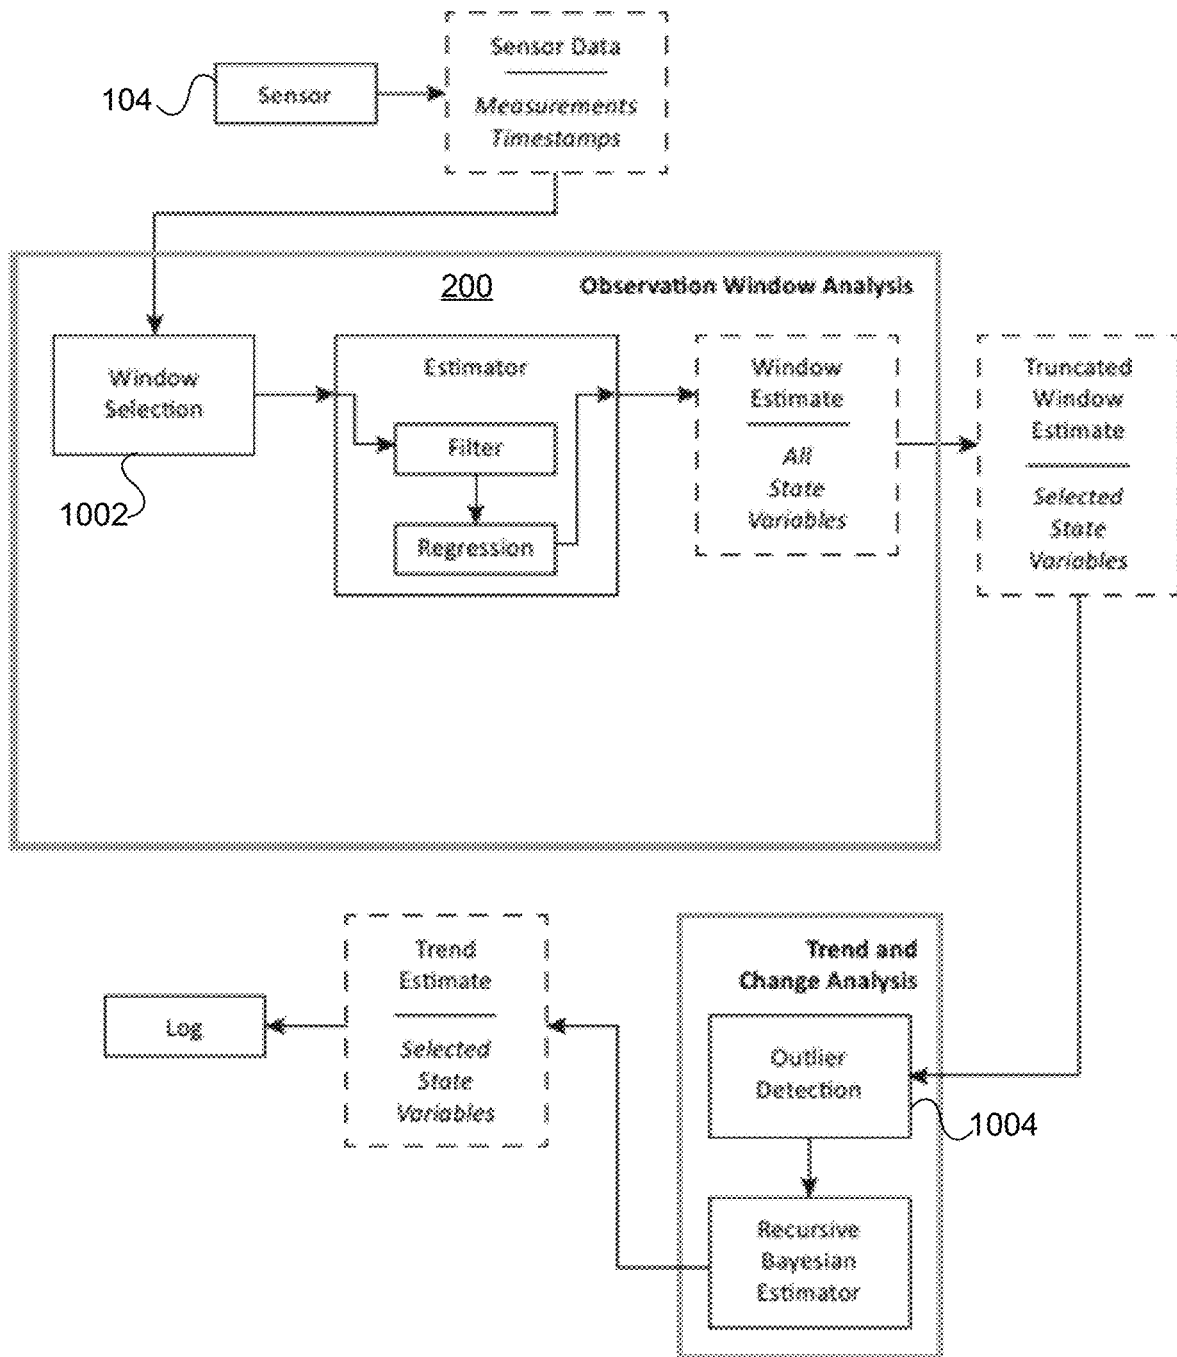 104
Sensor
Sensor Data
Measurements
Timestamps
200
Observation Window Analysis
Window
Selection
1002
Estimator
Filter
Regression
Window
Estimate
All
State
Variables
Truncated
Window
Estimate
Selected
State
Variables
Trend and
Change Analysis
Outlier
Detection
1004
Recursive
Bayesian
Estimator
Trend
Estimate
Selected
State
Variables
Log